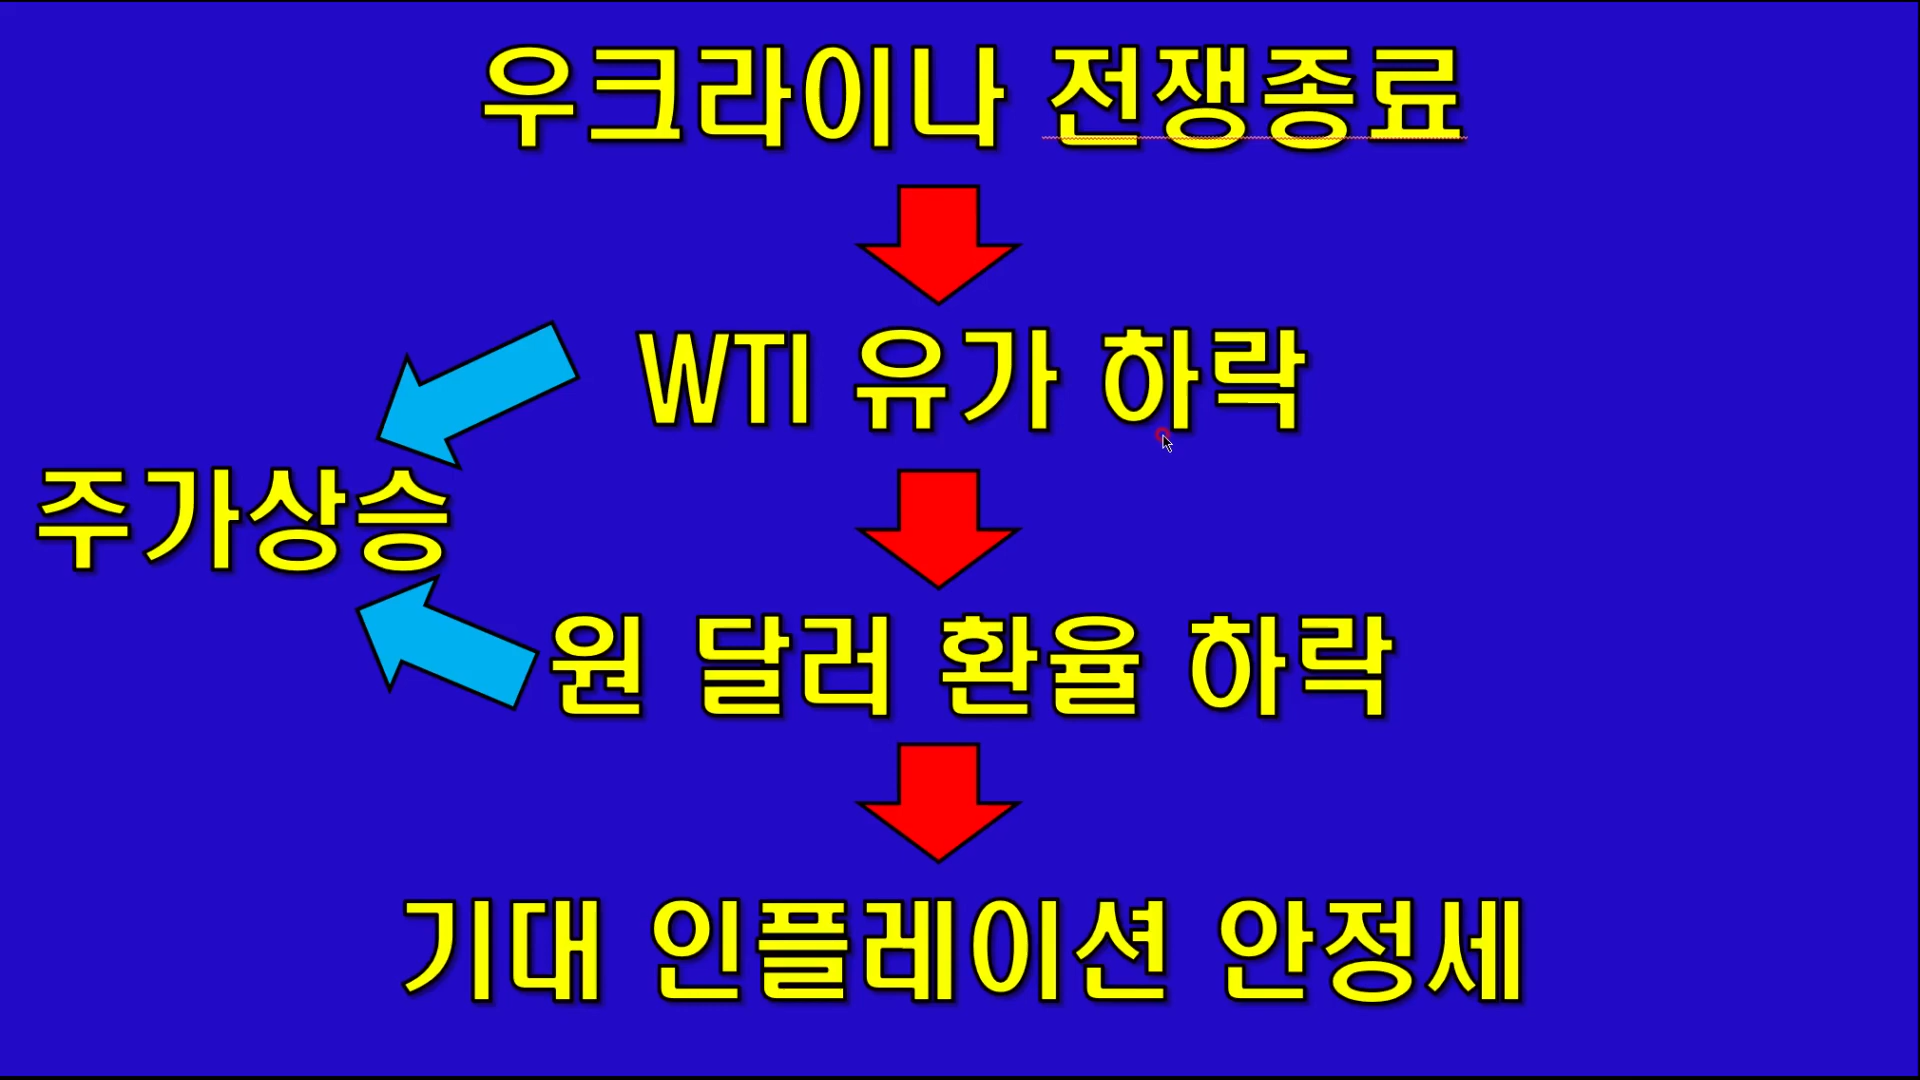 우크라이나 전쟁종료
WTI 유가 하락
주가상승
원 달러 환율 하락
기대 인플레이션 안정세